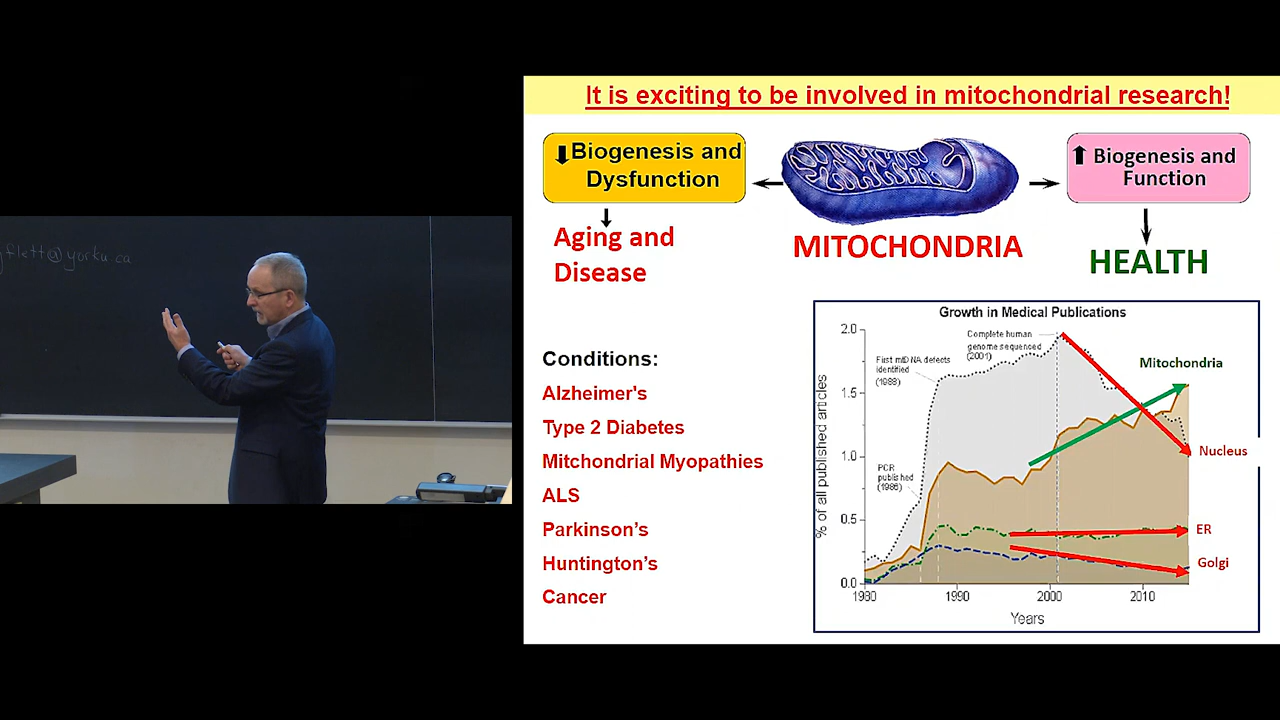 flett@yorku.ca
It is exciting to be involved in mitochondrial research!
⬇Biogenesis and
Dysfunction
⬆ Biogenesis and
Function
Aging and
Disease
MITOCHONDRIA
HEALTH
Conditions:
Alzheimer's
Type 2 Diabetes
Mitchondrial Myopathies
ALS
Parkinson's
Huntington's
Cancer
Growth in Medical Publications
% of all published articles
2.0
1.5
1.0
0.5
0.0
1980
1990
2000
2010
Years
First mtDNA defects
identified
(1988)
Complete human
genome sequenced
(2001)
PCR
published
(1986)
Mitochondria
Nucleus
ER
Golgi